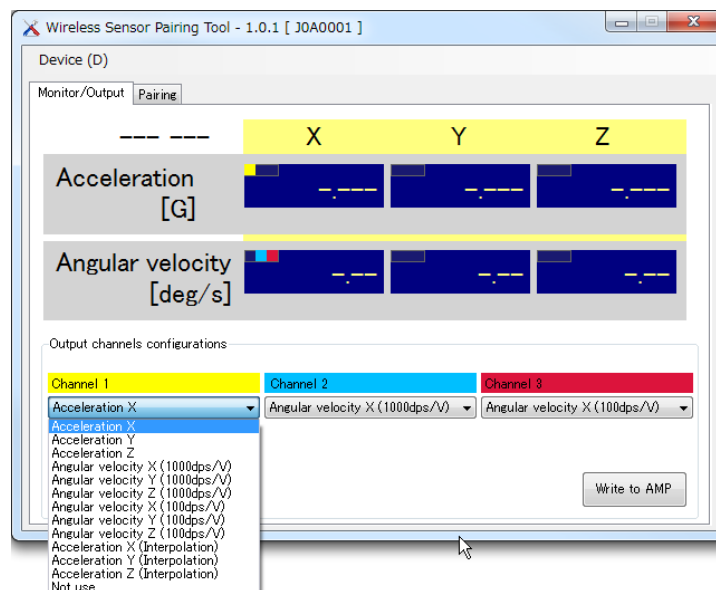 Wireless Sensor Pairing Tool - 1.0.1 [ J0A0001 ]
Device (D)
Monitor/Output Pairing
--- --- X Y Z
Acceleration
[G]
-.--- -.--- -.---
Angular velocity
[deg/s]
-.-- -.-- -.--
Output channels configurations
Channel 1 Channel 2 Channel 3
Acceleration X Angular velocity X (1000dps/V) Angular velocity X (100dps/V)
Acceleration X
Acceleration Y
Acceleration Z
Angular velocity X (1000dps/V)
Angular velocity Y (1000dps/V)
Angular velocity Z (1000dps/V)
Angular velocity X (100dps/V)
Angular velocity Y (100dps/V)
Angular velocity Z (100dps/V)
Acceleration X (Interpolation)
Acceleration Y (Interpolation)
Acceleration Z (Interpolation)
Not use
Write to AMP